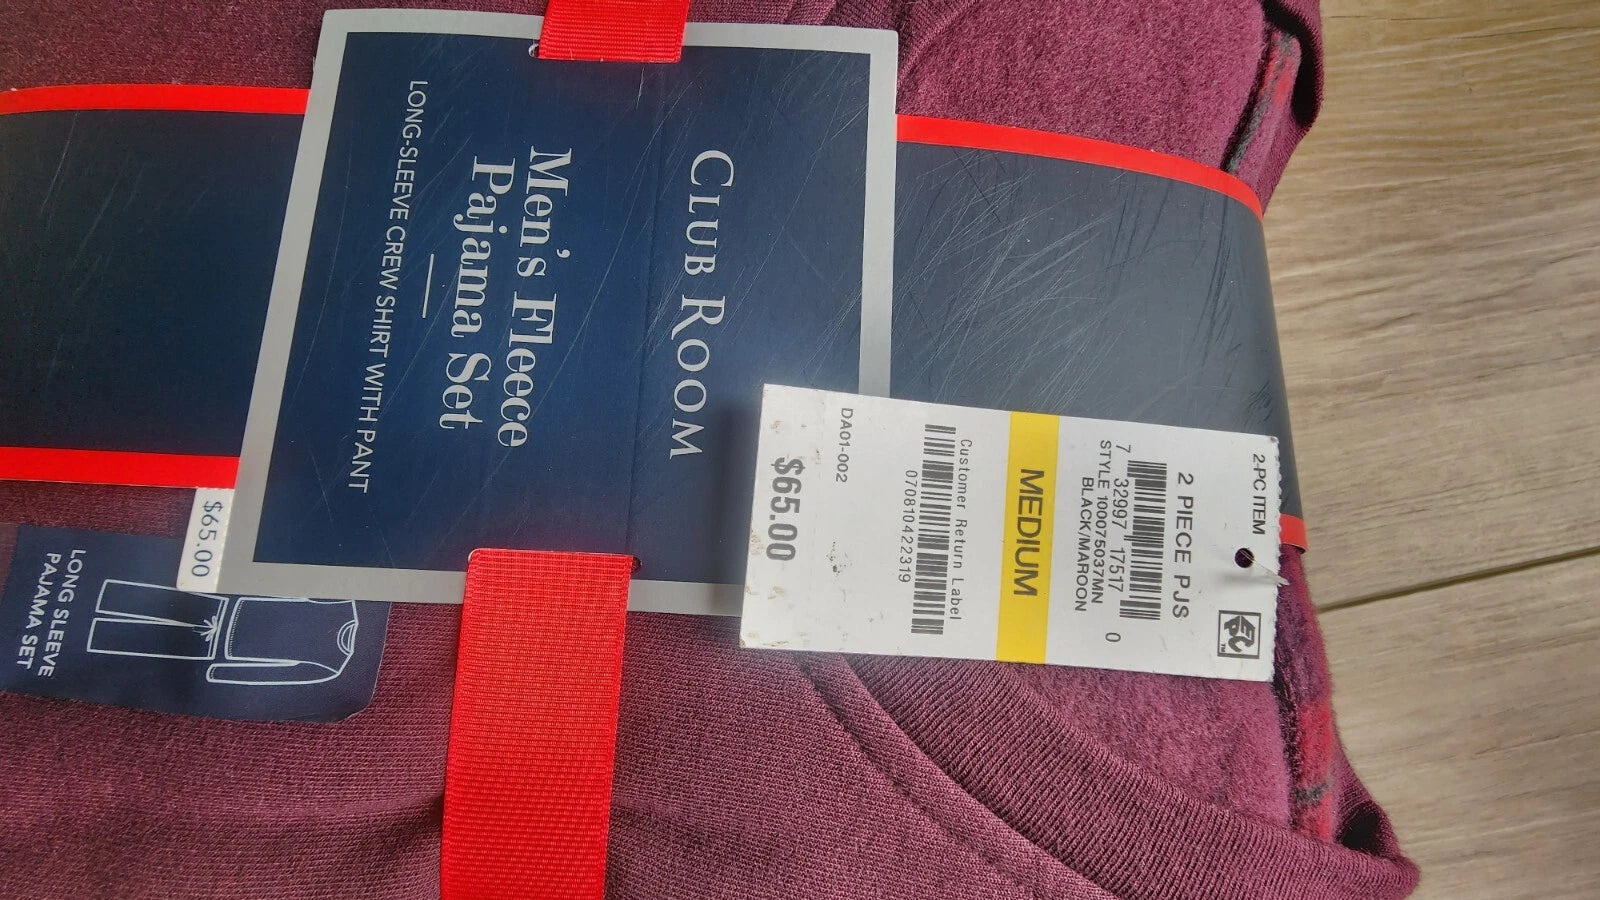 CLUB ROOM
Men's Fleece
Pajama Set
LONG-SLEEVE CREW SHIRT WITH PANT
$65.00
LONG SLEEVE
PAJAMA SET
2-PC ITEM
2 PIECE PJS
7 32997 17517 0
STYLE 100075037MN
BLACK/MAROON
MEDIUM
Customer Return Label
070810422319
DA01-002
$65.00